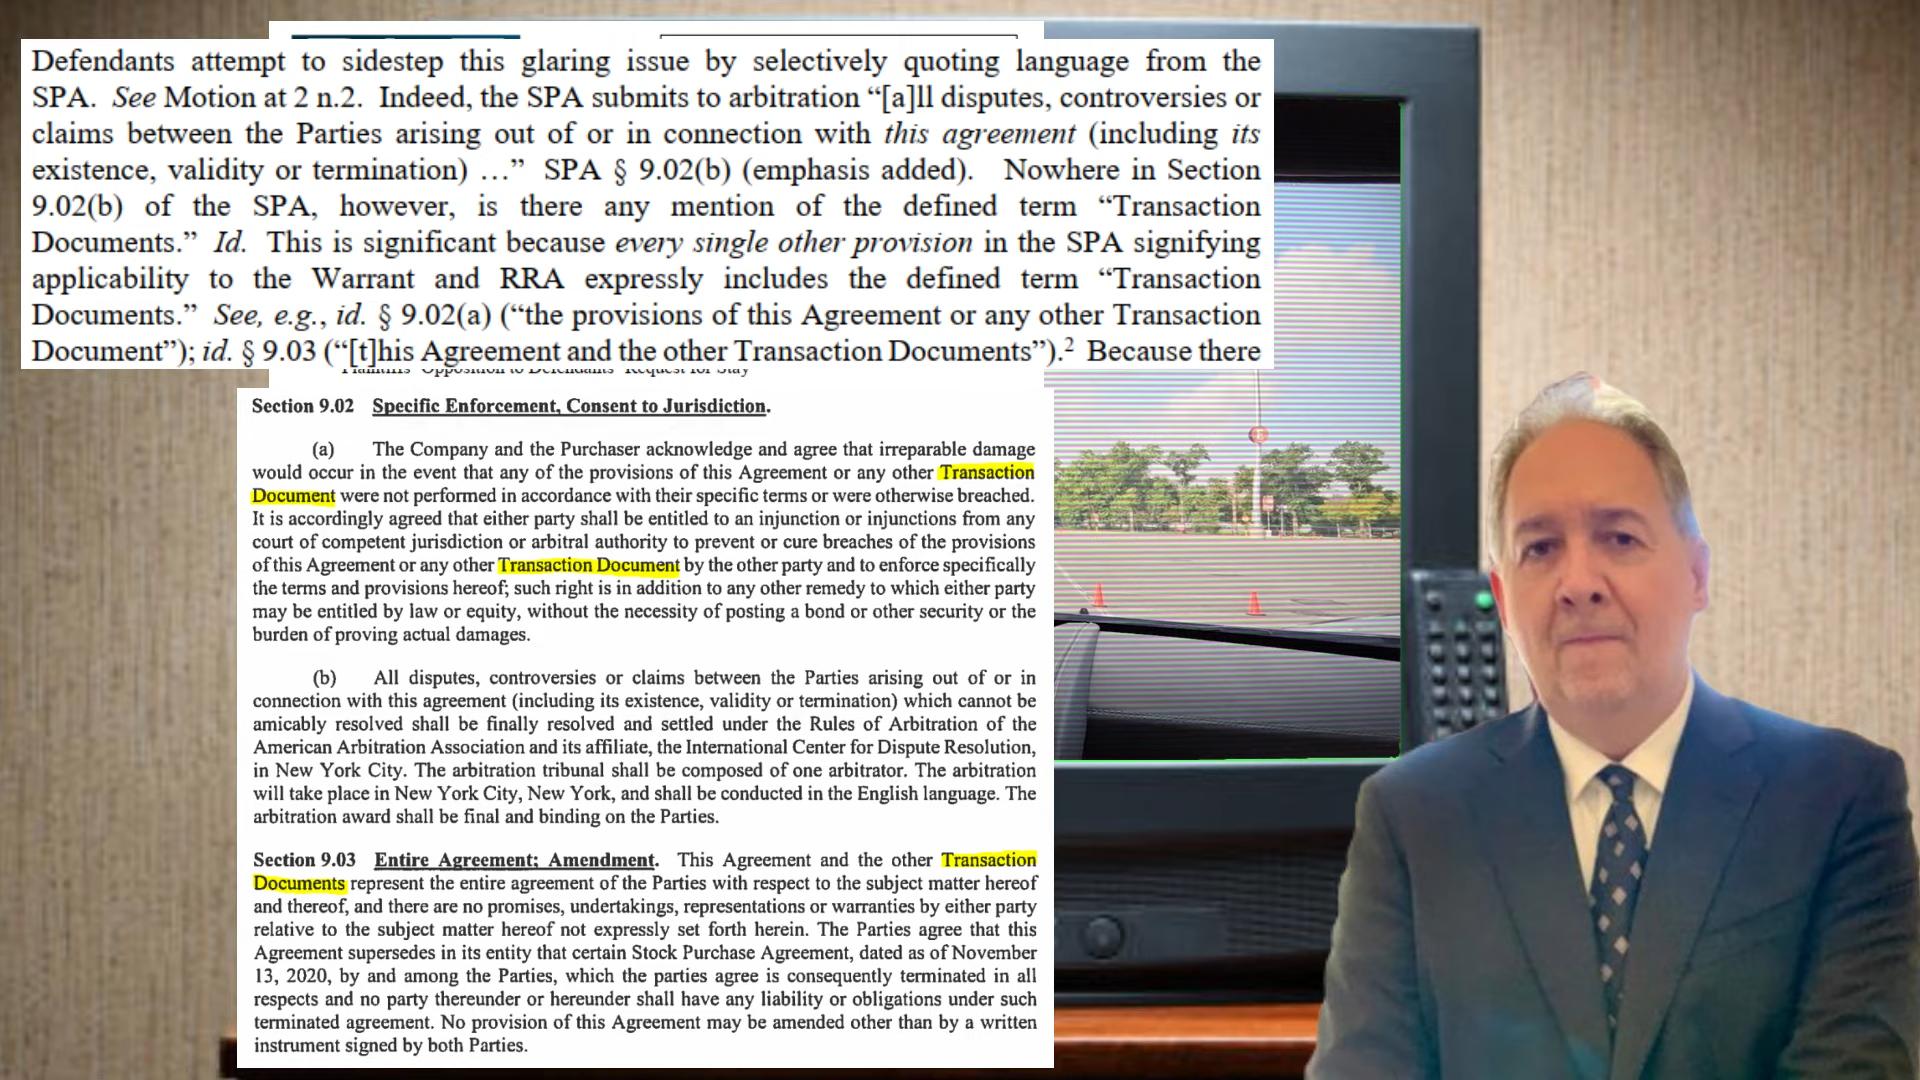 Defendants attempt to sidestep this glaring issue by selectively quoting language from the
SPA. See Motion at 2 n.2. Indeed, the SPA submits to arbitration “[a]ll disputes, controversies or
claims between the Parties arising out of or in connection with this agreement (including its
existence, validity or termination) …” SPA § 9.02(b) (emphasis added). Nowhere in Section
9.02(b) of the SPA, however, is there any mention of the defined term “Transaction
Documents.” Id. This is significant because every single other provision in the SPA signifying
applicability to the Warrant and RRA expressly includes the defined term “Transaction
Documents.” See, e.g., id. § 9.02(a) (“the provisions of this Agreement or any other Transaction
Document”); id. § 9.03 (“[t]his Agreement and the other Transaction Documents”).² Because there
Plaintiffs' Opposition to Defendants' Request for Stay
Section 9.02 Specific Enforcement, Consent to Jurisdiction.
(a) The Company and the Purchaser acknowledge and agree that irreparable damage
would occur in the event that any of the provisions of this Agreement or any other Transaction
Document were not performed in accordance with their specific terms or were otherwise breached.
It is accordingly agreed that either party shall be entitled to an injunction or injunctions from any
court of competent jurisdiction or arbitral authority to prevent or cure breaches of the provisions
of this Agreement or any other Transaction Document by the other party and to enforce specifically
the terms and provisions hereof; such right is in addition to any other remedy to which either party
may be entitled by law or equity, without the necessity of posting a bond or other security or the
burden of proving actual damages.
(b) All disputes, controversies or claims between the Parties arising out of or in
connection with this agreement (including its existence, validity or termination) which cannot be
amicably resolved shall be finally resolved and settled under the Rules of Arbitration of the
American Arbitration Association and its affiliate, the International Center for Dispute Resolution,
in New York City. The arbitration tribunal shall be composed of one arbitrator. The arbitration
will take place in New York City, New York, and shall be conducted in the English language. The
arbitration award shall be final and binding on the Parties.
Section 9.03 Entire Agreement; Amendment. This Agreement and the other Transaction
Documents represent the entire agreement of the Parties with respect to the subject matter hereof
and thereof, and there are no promises, undertakings, representations or warranties by either party
relative to the subject matter hereof not expressly set forth herein. The Parties agree that this
Agreement supersedes in its entirety that certain Stock Purchase Agreement, dated as of November
13, 2020, by and among the Parties, which the parties agree is consequently terminated in all
respects and no party thereunder or hereunder shall have any liability or obligations under such
terminated agreement. No provision of this Agreement may be amended other than by a written
instrument signed by both Parties.